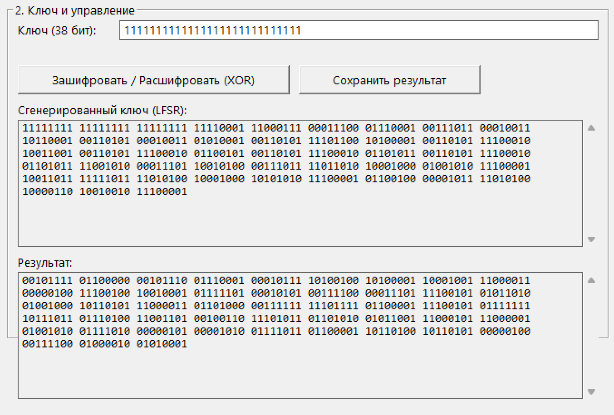 2. Ключ и управление
Ключ (38 бит): 11111111111111111111111111111
Зашифровать / Расшифровать (XOR) Сохранить результат
Сгенерированный ключ (LFSR):
11111111 11111111 11111111 11110001 11000111 00011100 01110001 00111011 00010011
10110001 00110101 00010011 01010001 00110101 11101100 10100001 00110101 11100010
10011001 00110101 11100010 01100101 00110101 11100010 01101011 00110101 11100010
01101011 11001010 00011101 10010100 00111011 11011010 10001000 01001010 11100001
10011011 11111011 11010100 10001000 10101010 11100001 01100100 00001011 11010100
10000110 10010010 11100001
Результат:
00101111 01100000 00101110 01110001 00010111 10100100 10100001 10001001 11000011
00000100 11100100 10010001 01111101 00010101 00111100 00011101 11100101 01011010
01001000 10110101 11000011 01101000 00111111 11101111 01100001 11100101 01111111
10111011 01110100 11001101 00100110 11101011 01101010 01011001 11000101 11000001
01001010 01111010 00000101 00001010 01111011 01100001 10110100 10110101 00000100
00111100 01000010 01010001